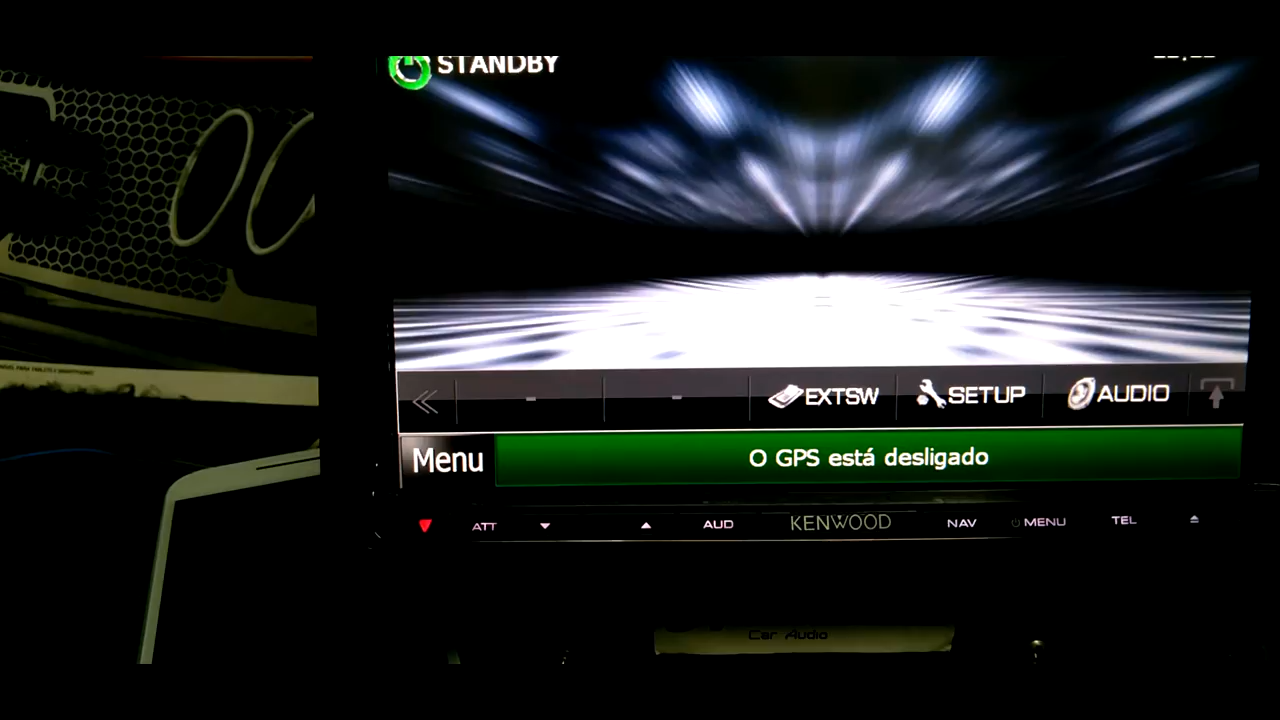 STANDBY
EXTSW
SETUP
AUDIO
Menu
O GPS está desligado
ATT
AUD
KENWOOD
NAV
MENU
TEL
Car Audio